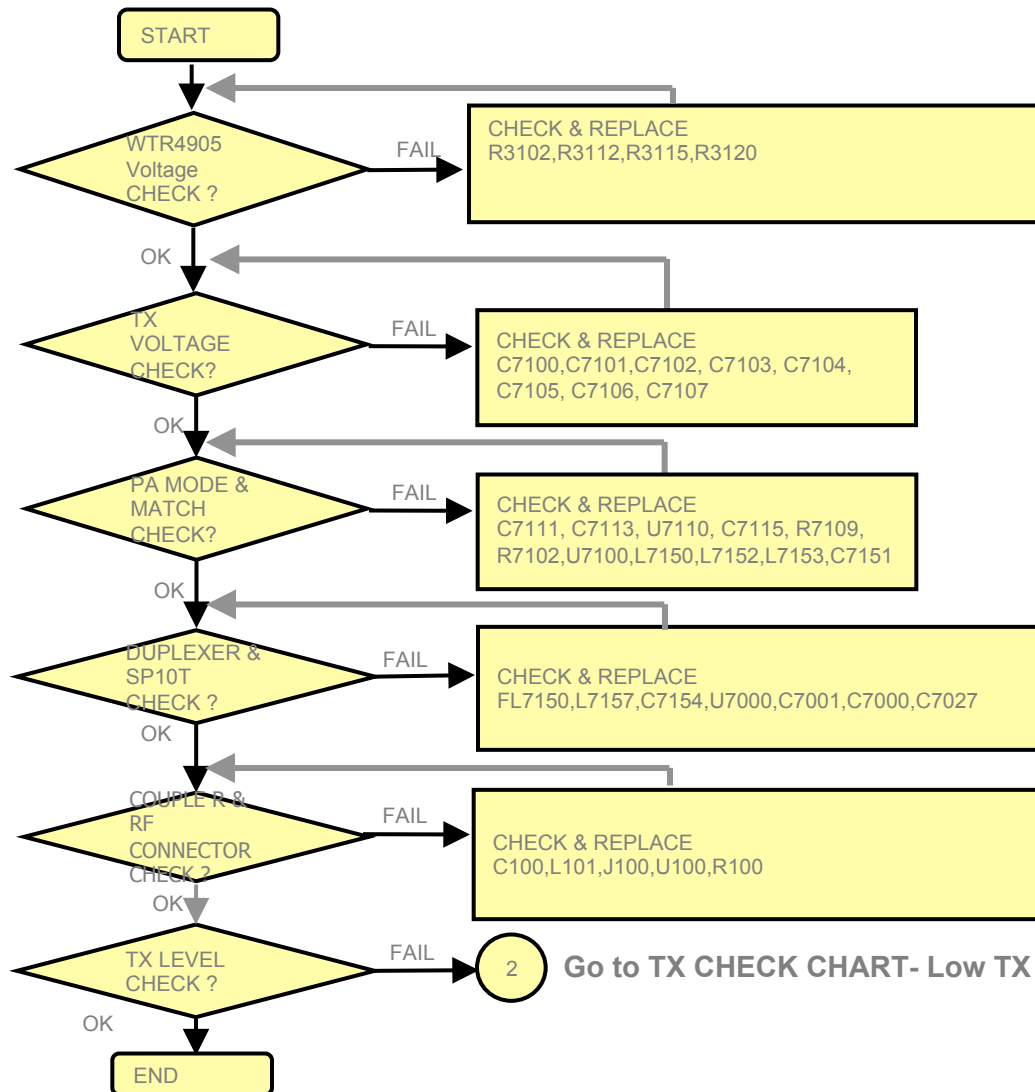 START
WTR4905
Voltage
CHECK ?
FAIL
CHECK & REPLACE
R3102,R3112,R3115,R3120
OK
TX
VOLTAGE
CHECK?
FAIL
CHECK & REPLACE
C7100,C7101,C7102, C7103, C7104,
C7105, C7106, C7107
OK
PA MODE &
MATCH
CHECK?
FAIL
CHECK & REPLACE
C7111, C7113, U7110, C7115, R7109,
R7102,U7100,L7150,L7152,L7153,C7151
OK
DUPLEXER &
SP10T
CHECK ?
FAIL
CHECK & REPLACE
FL7150,L7157,C7154,U7000,C7001,C7000,C7027
OK
COUPLE R &
RF
CONNECTOR
CHECK ?
FAIL
CHECK & REPLACE
C100,L101,J100,U100,R100
OK
TX LEVEL
CHECK ?
FAIL
2
Go to TX CHECK CHART- Low TX
OK
END